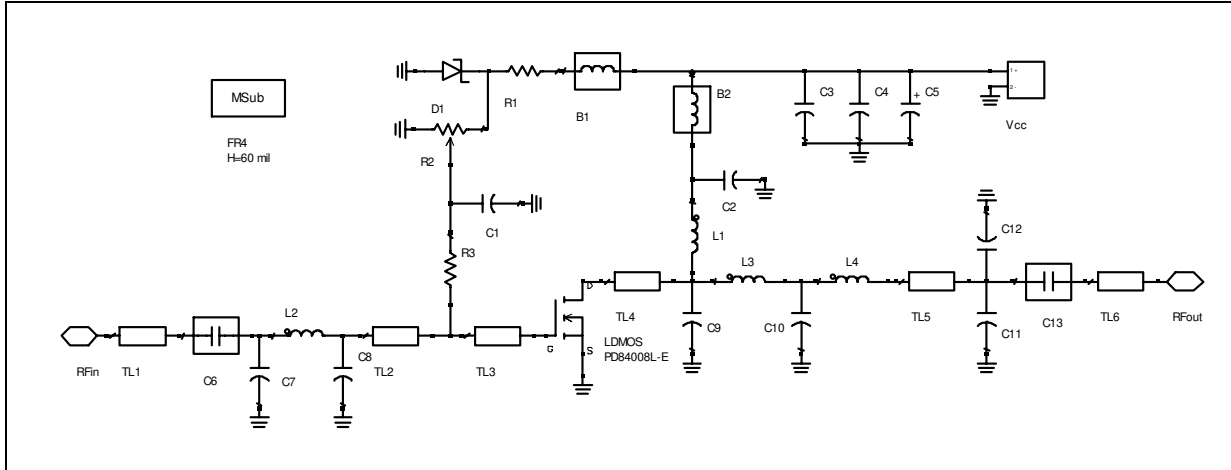 MSub
FR4
H=60 mil
D1
R1
B1
B2
C3
C4
+
C5
1 +
2 -
Vcc
R2
C1
R3
C2
L1
C12
L3
L4
D
G
S
LDMOS
PD84008L-E
TL4
C9
C10
TL5
C11
C13
TL6
RFout
RFin
TL1
C6
C7
L2
C8
TL2
TL3